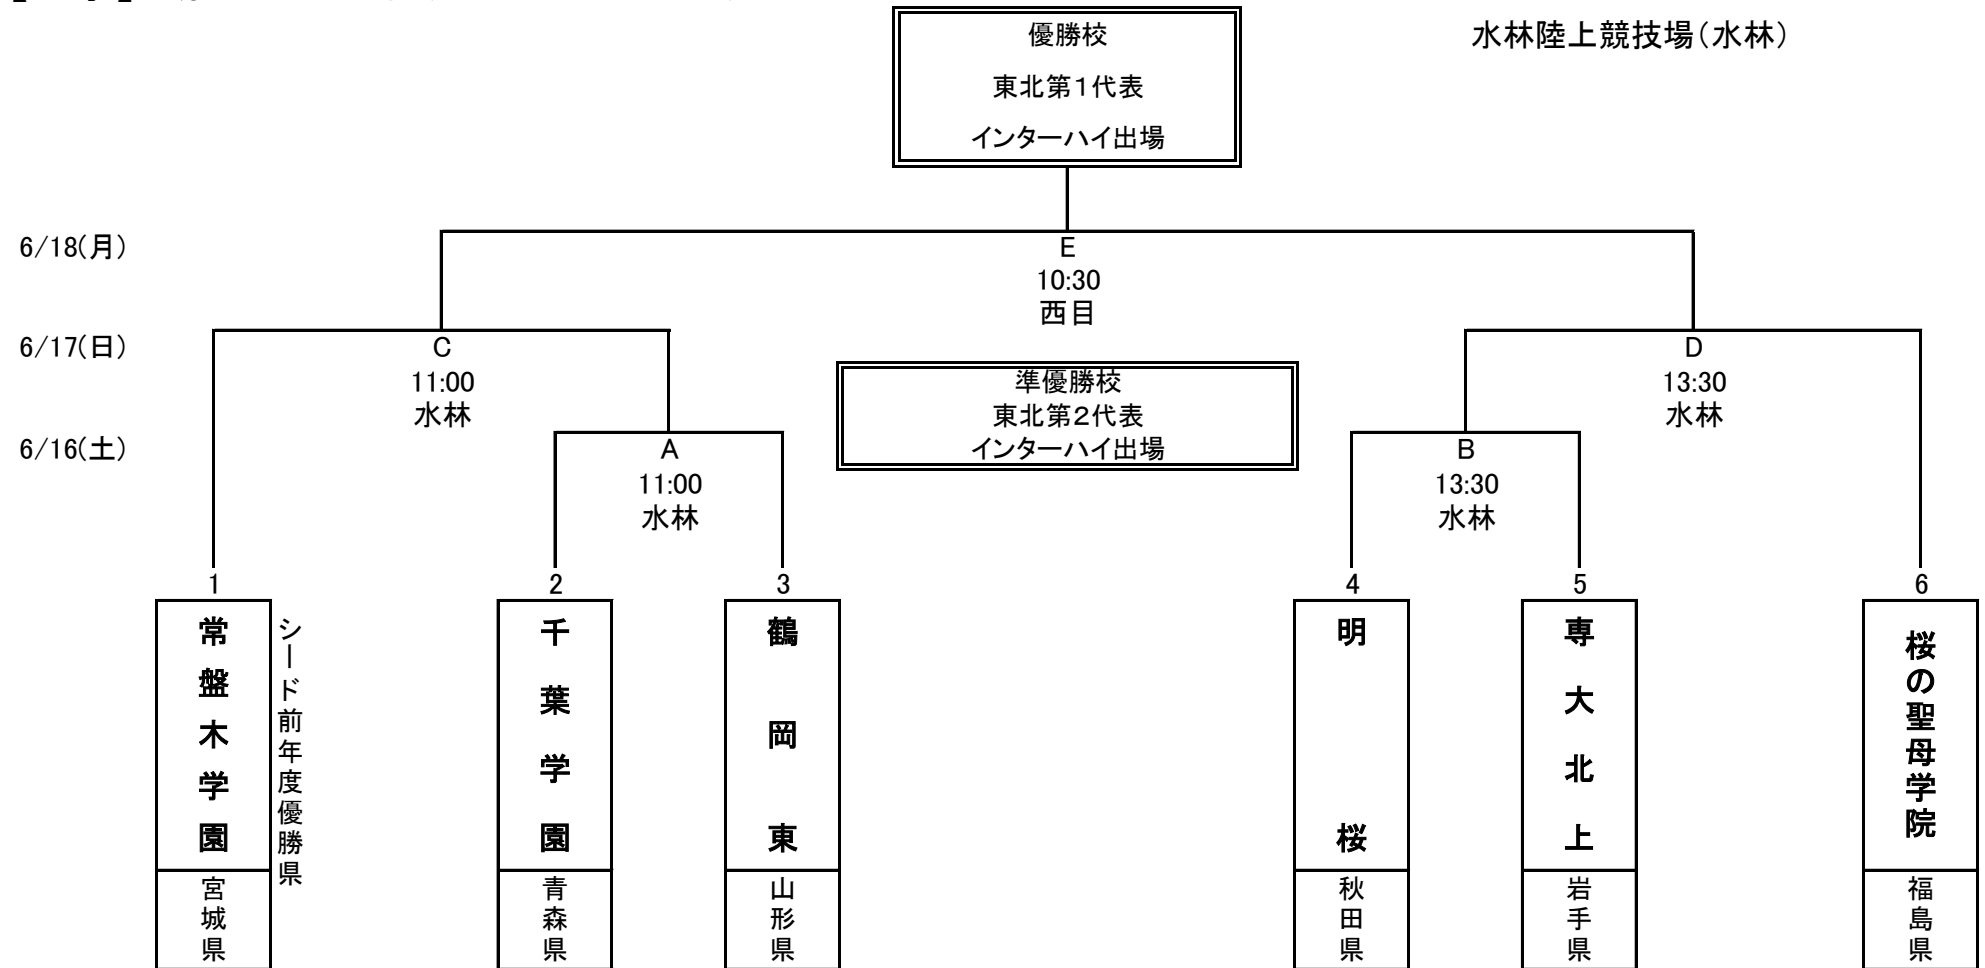 優勝校
東北第1代表
インターハイ出場
水林陸上競技場(水林)
6/18(月)
E
10:30
西目
6/17(日)
C
11:00
水林
準優勝校
東北第2代表
インターハイ出場
D
13:30
水林
6/16(土)
A
11:00
水林
B
13:30
水林
1
常盤木学園
宮城県
シード前年度優勝県
2
千葉学園
青森県
3
鶴岡東
山形県
4
明桜
秋田県
5
専大北上
岩手県
6
桜の聖母学院
福島県